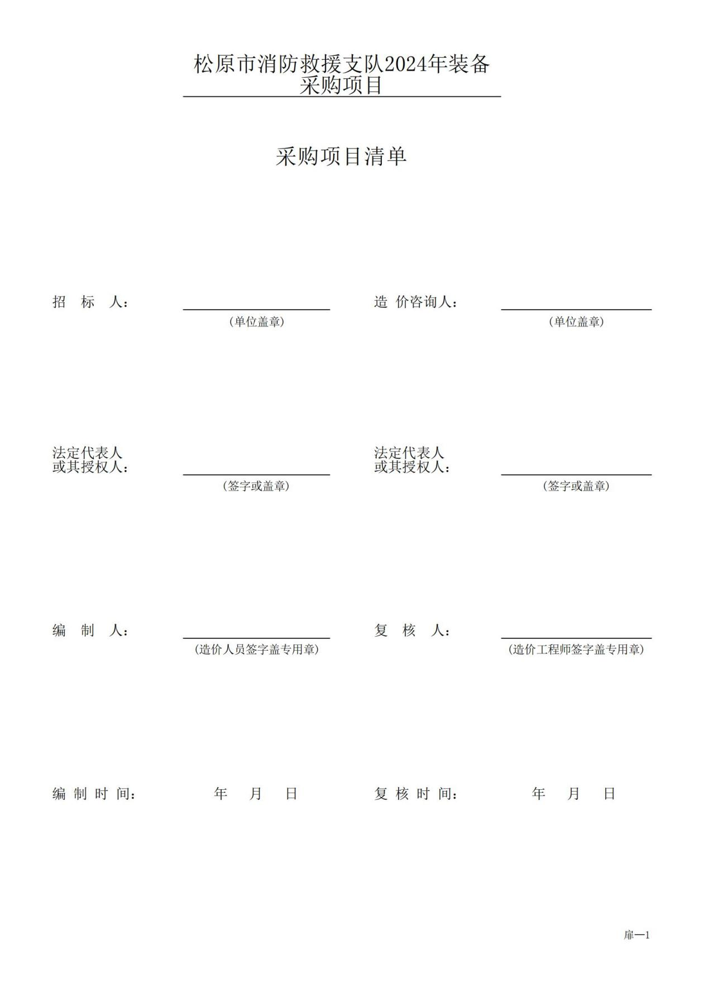 松原市消防救援支队2024年装备
采购项目
采购项目清单
招 标 人： 造 价咨询人：
(单位盖章) (单位盖章)
法定代表人 法定代表人
或其授权人： 或其授权人：
(签字或盖章) (签字或盖章)
编 制 人： 复 核 人：
(造价人员签字盖专用章) (造价工程师签字盖专用章)
编 制 时 间： 年 月 日 复 核 时 间： 年 月 日
扉—1